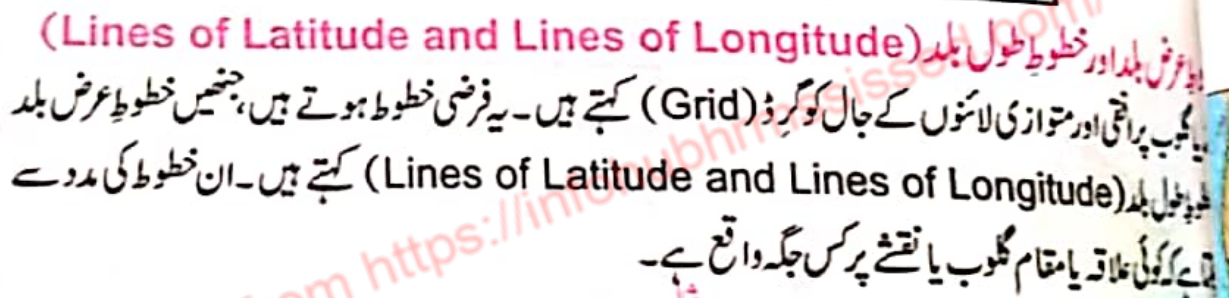 عرض بلد اور خطوطِ طول بلد (Lines of Latitude and Lines of Longitude)
گلوب پر افقی اور متوازی لائنوں کے جال کو گرِڈ (Grid) کہتے ہیں۔ یہ فرضی خطوط ہوتے ہیں، جنھیں خطوطِ عرض بلد
طول بلد (Lines of Latitude and Lines of Longitude) کہتے ہیں۔ ان خطوط کی مدد سے
ہے کہ کوئی علاقہ یا مقام گلوب یا نقشے پر کس جگہ واقع ہے۔